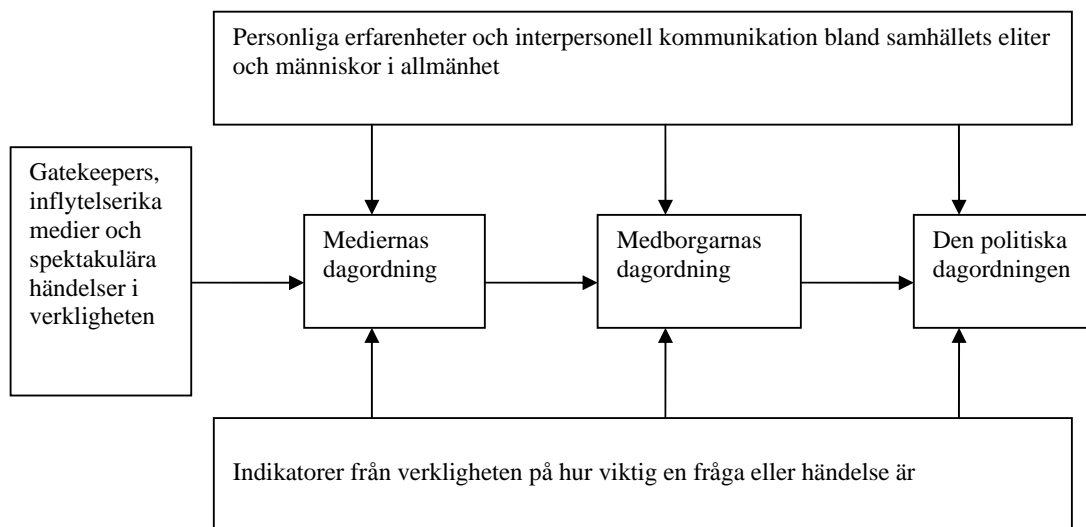 Personliga erfarenheter och interpersonell kommunikation bland samhällets eliter
och människor i allmänhet
Gatekeepers,
inflytelserika
medier och
spektakulära
händelser i
verkligheten
Mediernas
dagordning
Medborgarnas
dagordning
Den politiska
dagordningen
Indikatorer från verkligheten på hur viktig en fråga eller händelse är